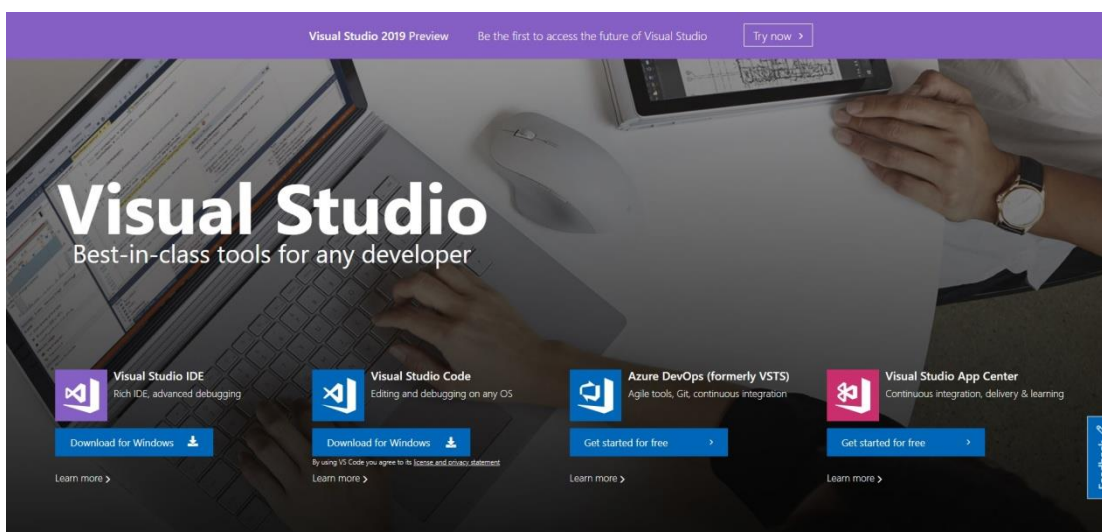 Visual Studio 2019 Preview Be the first to access the future of Visual Studio Try now >
Visual Studio
Best-in-class tools for any developer
Visual Studio IDE
Rich IDE, advanced debugging
Download for Windows
Learn more >
Visual Studio Code
Editing and debugging on any OS
Download for Windows
By using VS Code you agree to its license and privacy statement
Learn more >
Azure DevOps (formerly VSTS)
Agile tools, Git, continuous integration
Get started for free >
Learn more >
Visual Studio App Center
Continuous integration, delivery & learning
Get started for free >
Learn more >
Feedback